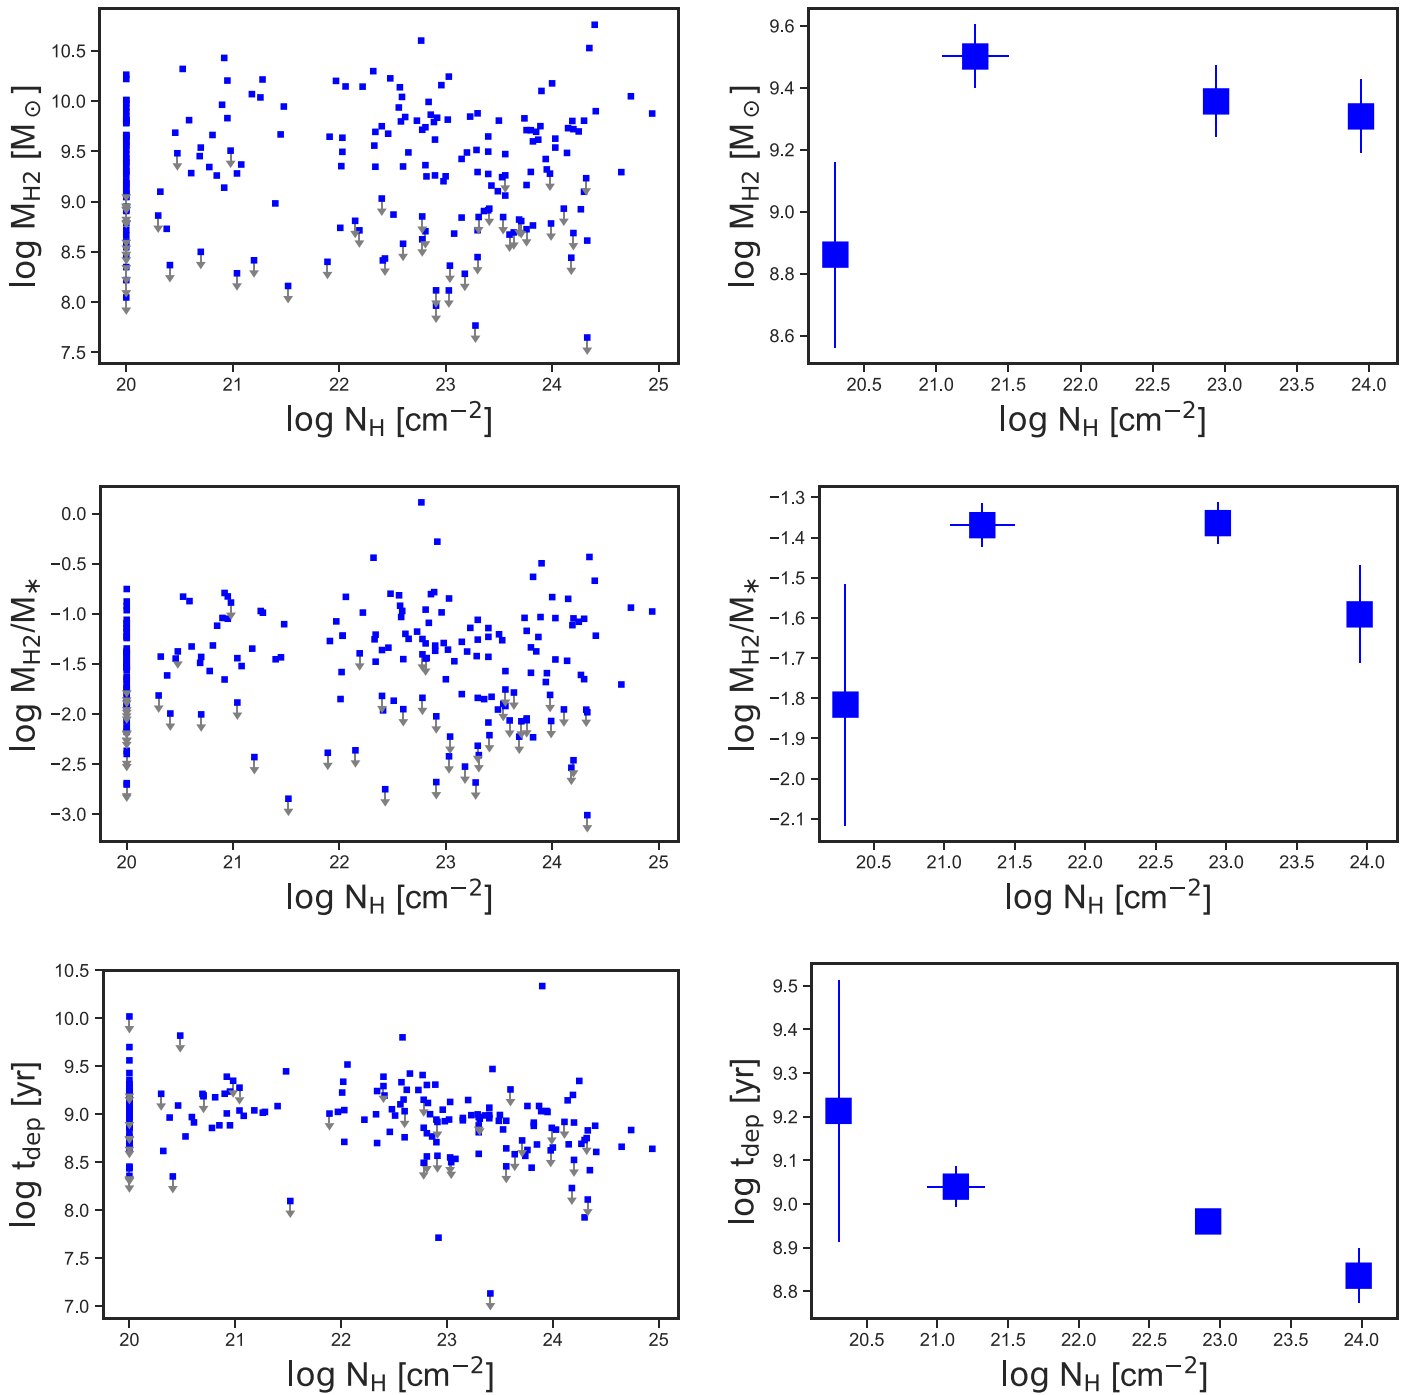 10.5
10.0
9.5
9.0
8.5
8.0
7.5
log M_H2 [M_⊙]
20 21 22 23 24 25
log N_H [cm⁻²]
9.6
9.4
9.2
9.0
8.8
8.6
log M_H2 [M_⊙]
20.5 21.0 21.5 22.0 22.5 23.0 23.5 24.0
log N_H [cm⁻²]
0.0
−0.5
−1.0
−1.5
−2.0
−2.5
−3.0
log M_H2/M_*
20 21 22 23 24 25
log N_H [cm⁻²]
−1.3
−1.4
−1.5
−1.6
−1.7
−1.8
−1.9
−2.0
−2.1
log M_H2/M_*
20.5 21.0 21.5 22.0 22.5 23.0 23.5 24.0
log N_H [cm⁻²]
10.5
10.0
9.5
9.0
8.5
8.0
7.5
7.0
log t_dep [yr]
20 21 22 23 24 25
log N_H [cm⁻²]
9.5
9.4
9.3
9.2
9.1
9.0
8.9
8.8
log t_dep [yr]
20.5 21.0 21.5 22.0 22.5 23.0 23.5 24.0
log N_H [cm⁻²]